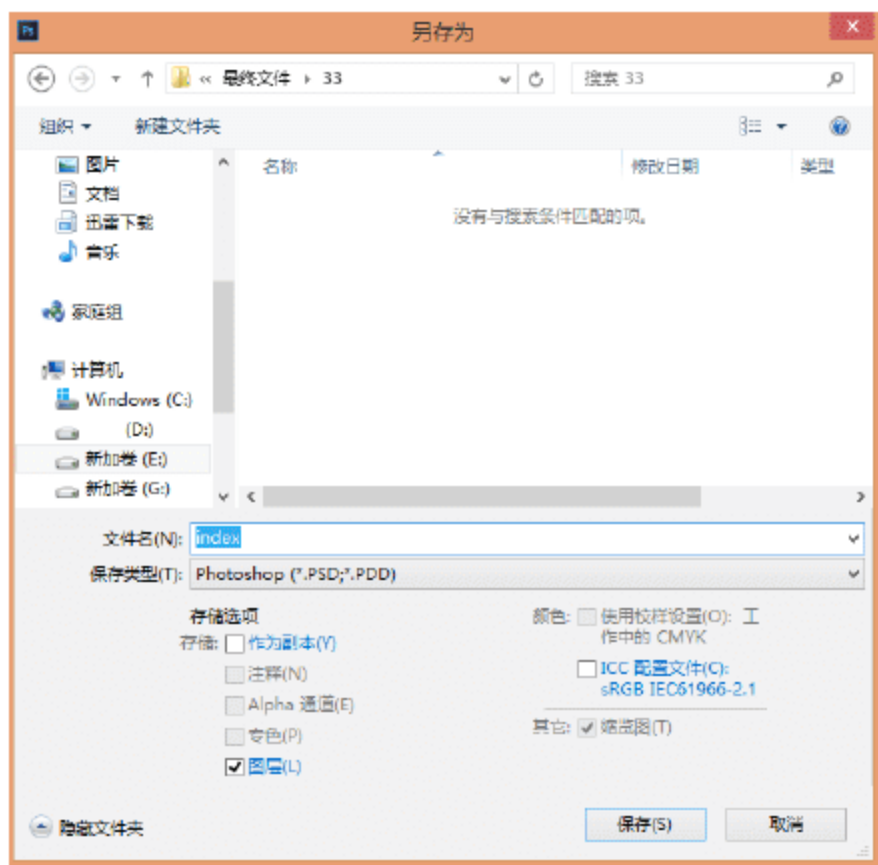 Ps 另存为
« 最终文件 33 搜索 33
组织 新建文件夹
图片 名称 修改日期 类型
文档
没有与搜索条件匹配的项。
迅雷下载
音乐
家庭组
计算机
Windows (C:)
(D:)
新加卷 (E:)
新加卷 (G:)
文件名(N): index
保存类型(T): Photoshop (*.PSD;*.PDD)
存储选项 颜色: 使用校样设置(O): 工
作中的 CMYK
存储: 作为副本(Y)
注释(N) ICC 配置文件(C):
sRGB IEC61966-2.1
Alpha 通道(E)
专色(P) 其它: 缩览图(T)
图层(L)
隐藏文件夹 保存(S) 取消